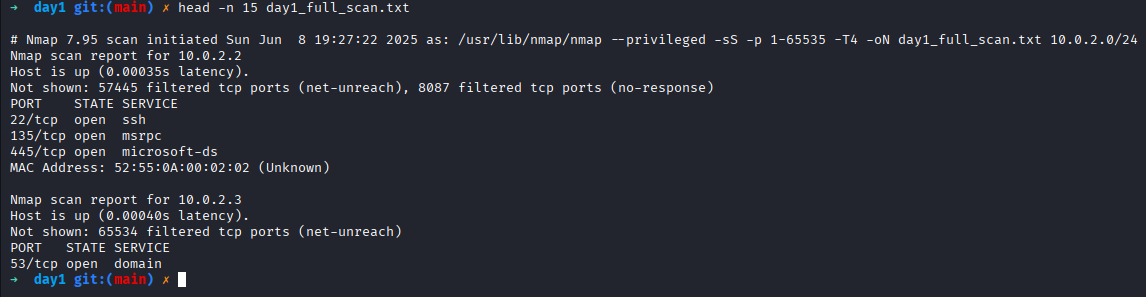 → day1 git:(main) ✗ head -n 15 day1_full_scan.txt
# Nmap 7.95 scan initiated Sun Jun  8 19:27:22 2025 as: /usr/lib/nmap/nmap --privileged -sS -p 1-65535 -T4 -oN day1_full_scan.txt 10.0.2.0/24
Nmap scan report for 10.0.2.2
Host is up (0.00035s latency).
Not shown: 57445 filtered tcp ports (net-unreach), 8087 filtered tcp ports (no-response)
PORT    STATE SERVICE
22/tcp  open  ssh
135/tcp open  msrpc
445/tcp open  microsoft-ds
MAC Address: 52:55:0A:00:02:02 (Unknown)
Nmap scan report for 10.0.2.3
Host is up (0.00040s latency).
Not shown: 65534 filtered tcp ports (net-unreach)
PORT   STATE SERVICE
53/tcp open  domain
→ day1 git:(main) ✗